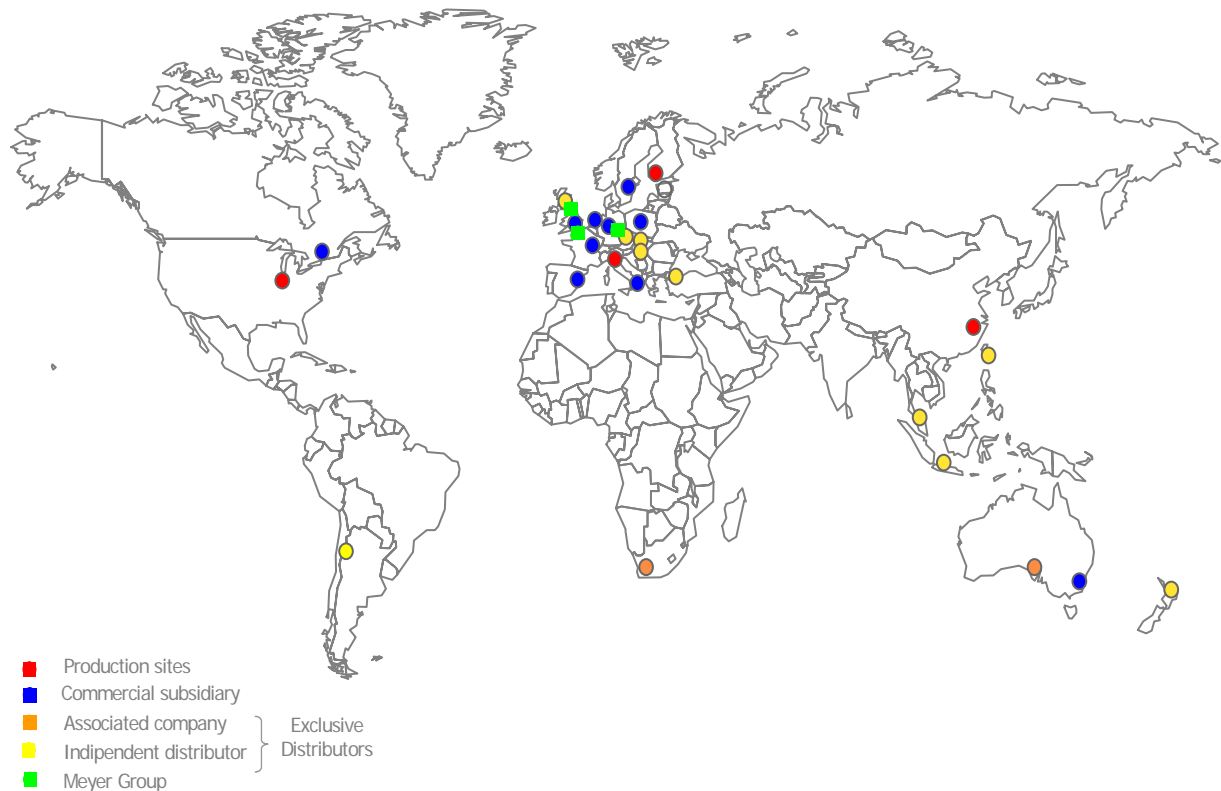 Production sites
Commercial subsidiary
Associated company
Indipendent distributor
Exclusive
Distributors
Meyer Group